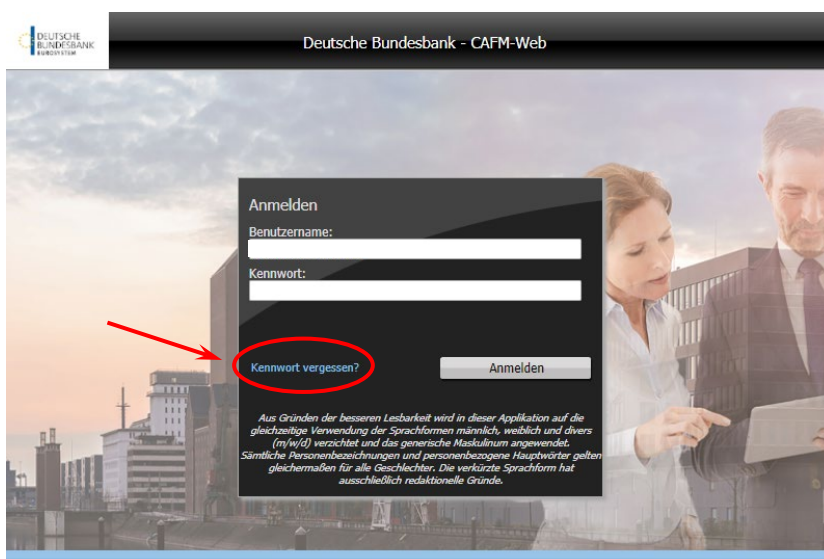 DEUTSCHE
BUNDESBANK
EUROSYSTEM
Deutsche Bundesbank - CAFM-Web
Anmelden
Benutzername:
Kennwort:
Kennwort vergessen?
Anmelden
Aus Gründen der besseren Lesbarkeit wird in dieser Applikation auf die
gleichzeitige Verwendung der Sprachformen männlich, weiblich und divers
(m/w/d) verzichtet und das generische Maskulinum angewendet.
Sämtliche Personenbezeichnungen und personenbezogene Hauptwörter gelten
gleichermaßen für alle Geschlechter. Die verkürzte Sprachform hat
ausschließlich redaktionelle Gründe.